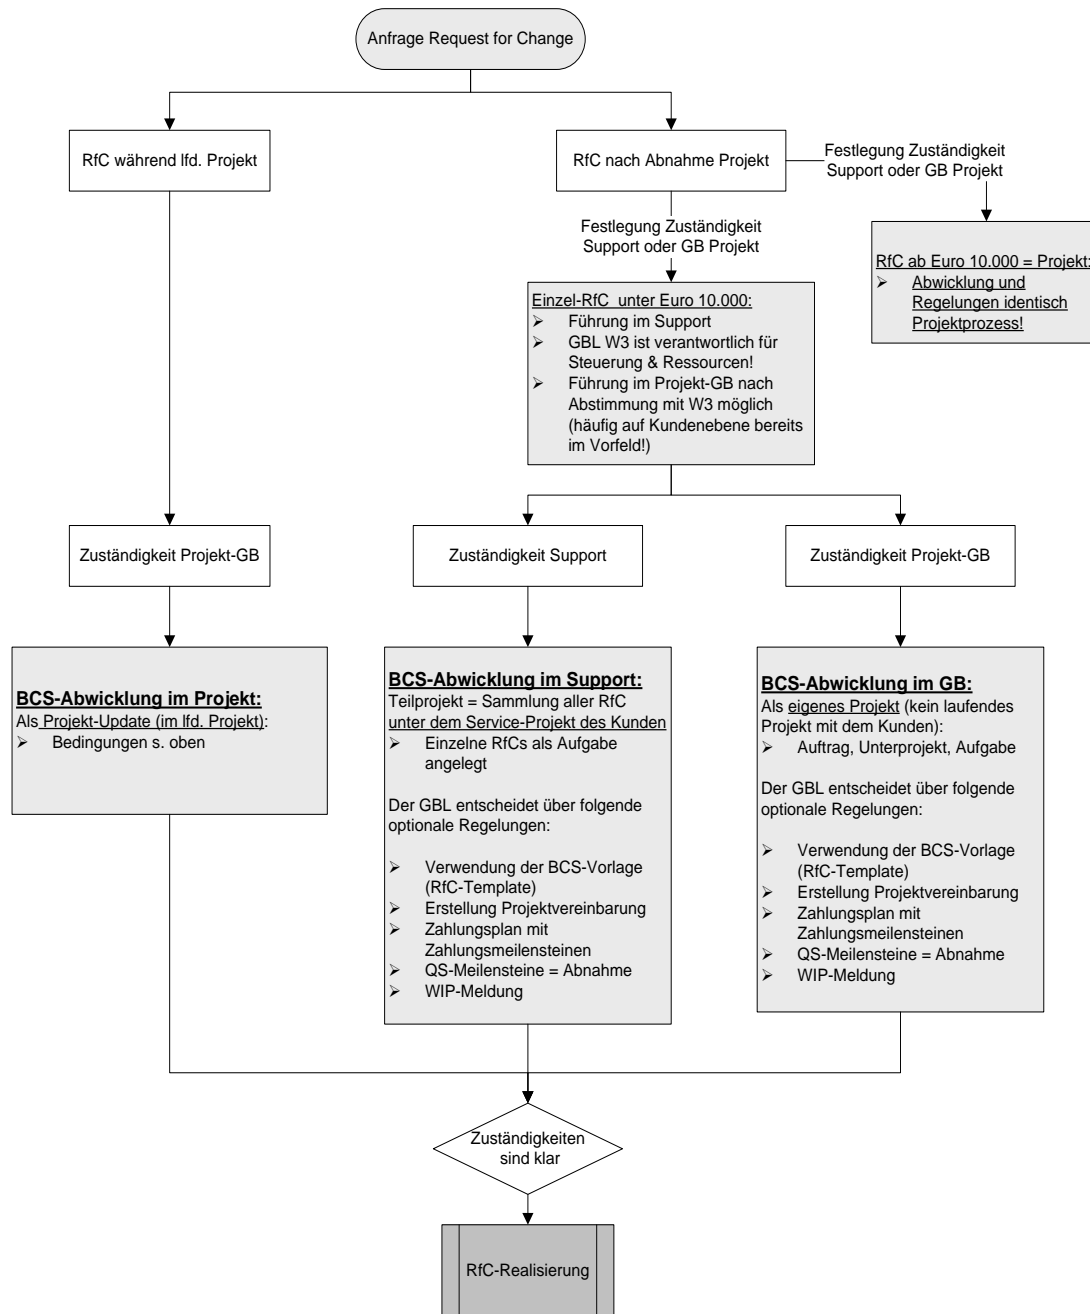 Anfrage Request for Change
RfC während lfd. Projekt
RfC nach Abnahme Projekt
Festlegung Zuständigkeit
Support oder GB Projekt
Festlegung Zuständigkeit
Support oder GB Projekt
RfC ab Euro 10.000 = Projekt:
➢ Abwicklung und
Regelungen identisch
Projektprozess!
Einzel-RfC unter Euro 10.000:
➢ Führung im Support
➢ GBL W3 ist verantwortlich für
Steuerung & Ressourcen!
➢ Führung im Projekt-GB nach
Abstimmung mit W3 möglich
(häufig auf Kundenebene bereits
im Vorfeld!)
Zuständigkeit Projekt-GB
Zuständigkeit Support
Zuständigkeit Projekt-GB
BCS-Abwicklung im Projekt:
Als Projekt-Update (im lfd. Projekt):
➢ Bedingungen s. oben
BCS-Abwicklung im Support:
Teilprojekt = Sammlung aller RfC
unter dem Service-Projekt des Kunden
➢ Einzelne RfCs als Aufgabe
angelegt
Der GBL entscheidet über folgende
optionale Regelungen:
➢ Verwendung der BCS-Vorlage
(RfC-Template)
➢ Erstellung Projektvereinbarung
➢ Zahlungsplan mit
Zahlungsmeilensteinen
➢ QS-Meilensteine = Abnahme
➢ WIP-Meldung
BCS-Abwicklung im GB:
Als eigenes Projekt (kein laufendes
Projekt mit dem Kunden):
➢ Auftrag, Unterprojekt, Aufgabe
Der GBL entscheidet über folgende
optionale Regelungen:
➢ Verwendung der BCS-Vorlage
(RfC-Template)
➢ Erstellung Projektvereinbarung
➢ Zahlungsplan mit
Zahlungsmeilensteinen
➢ QS-Meilensteine = Abnahme
➢ WIP-Meldung
Zuständigkeiten
sind klar
RfC-Realisierung